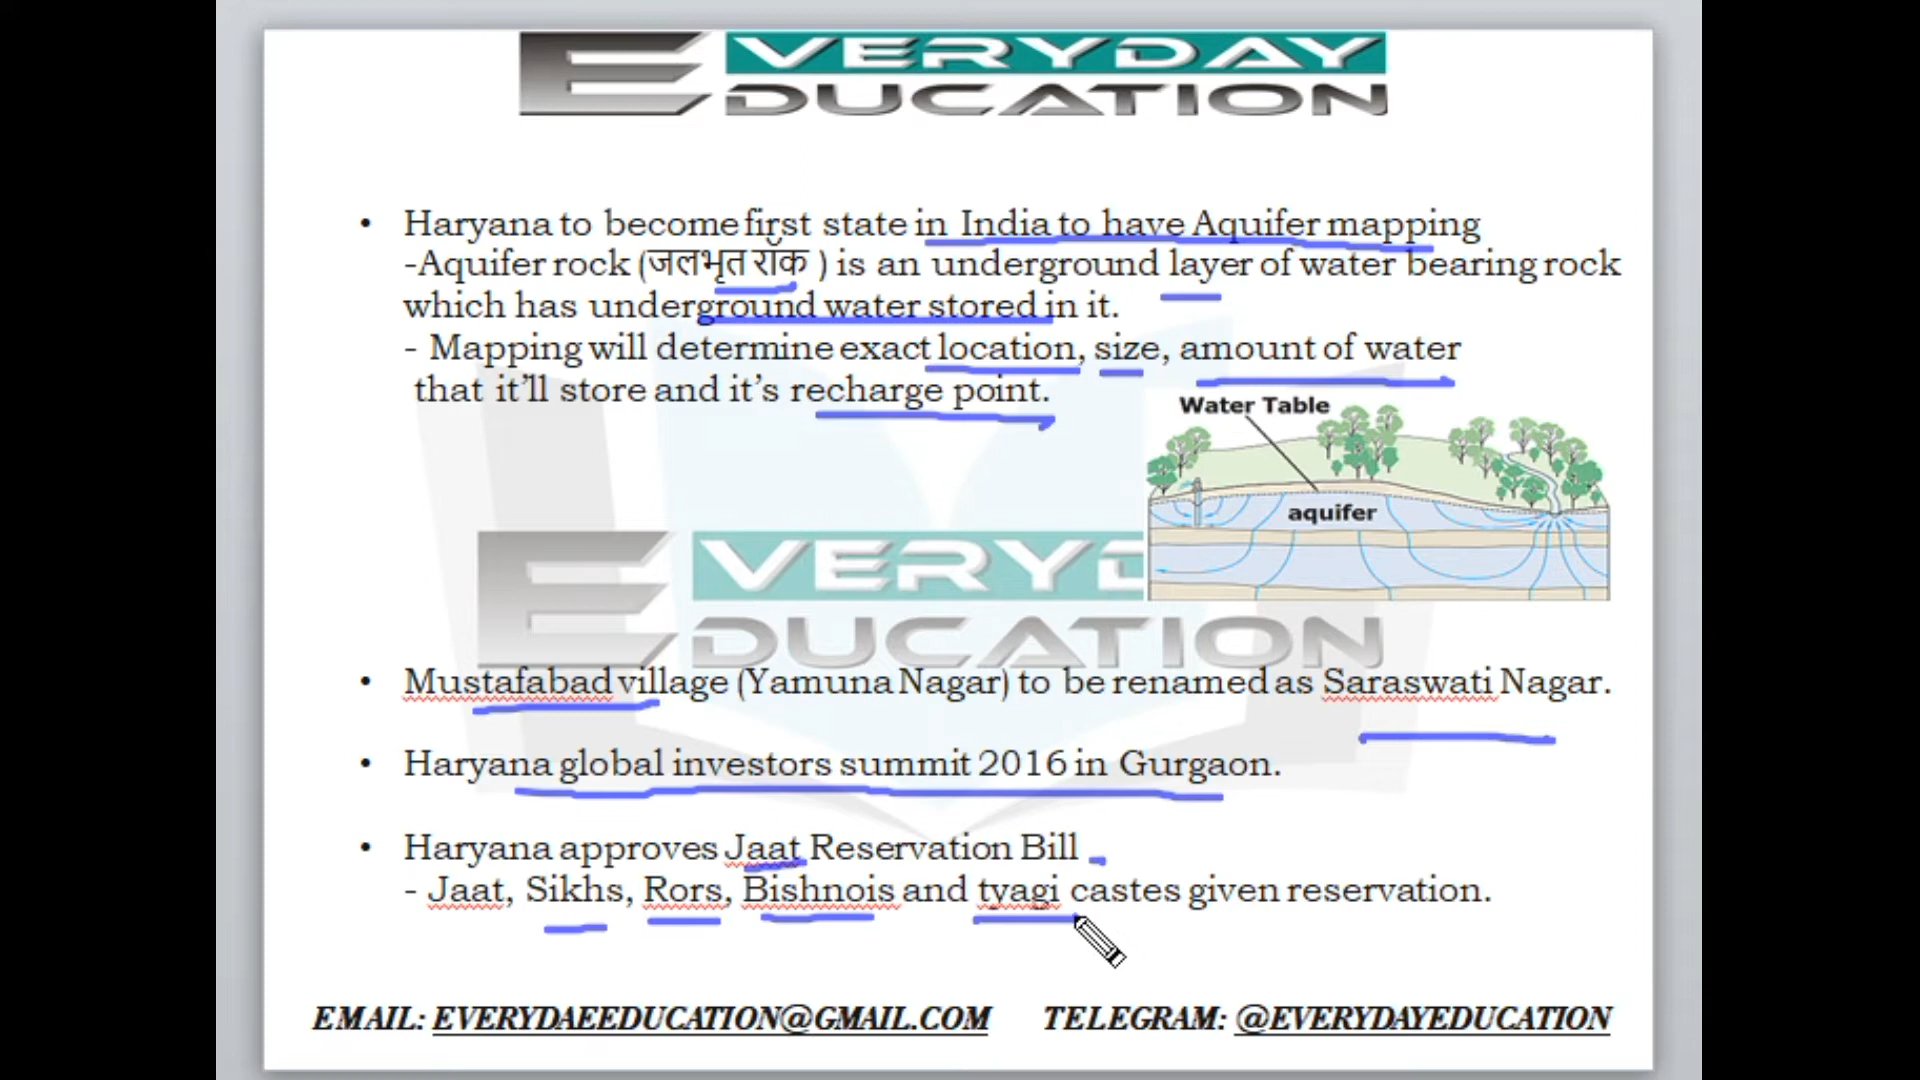 EVERYDAY
EDUCATION
• Haryana to become first state in India to have Aquifer mapping
-Aquifer rock (जलभृत रॉक ) is an underground layer of water bearing rock
which has underground water stored in it.
- Mapping will determine exact location, size, amount of water
that it’ll store and it’s recharge point.
Water Table
aquifer
EVERYD
EDUCATION
• Mustafabad village (Yamuna Nagar) to be renamed as Saraswati Nagar.
• Haryana global investors summit 2016 in Gurgaon.
• Haryana approves Jaat Reservation Bill
- Jaat, Sikhs, Rors, Bishnois and tyagi castes given reservation.
EMAIL: EVERYDAEEDUCATION@GMAIL.COM TELEGRAM: @EVERYDAYEDUCATION